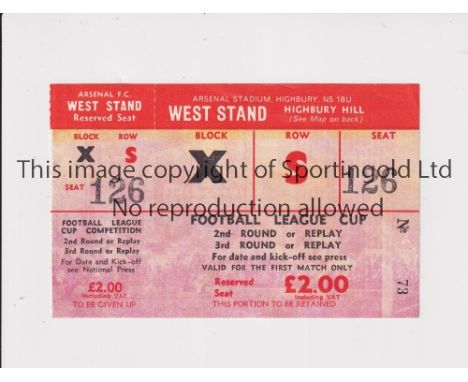 ARSENAL F.C.
WEST STAND
Reserved Seat
BLOCK ROW
X S
SEAT 126
FOOTBALL LEAGUE
CUP COMPETITION
2nd Round or Replay
3rd Round or Replay
For Date and Kick-off
see National Press
£2.00
including VAT
TO BE GIVEN UP
ARSENAL STADIUM, HIGHBURY, N5 1BU
WEST STAND HIGHBURY HILL
(See Map on back)
BLOCK ROW SEAT
X S 126
FOOTBALL LEAGUE CUP
2nd ROUND or REPLAY
3rd ROUND or REPLAY
For date and kick-off see press
VALID FOR THE FIRST MATCH ONLY
Reserved
Seat
£2.00
including VAT
THIS PORTION TO BE RETAINED
No 73
This image copyright of Sportingold Ltd
No reproduction allowed